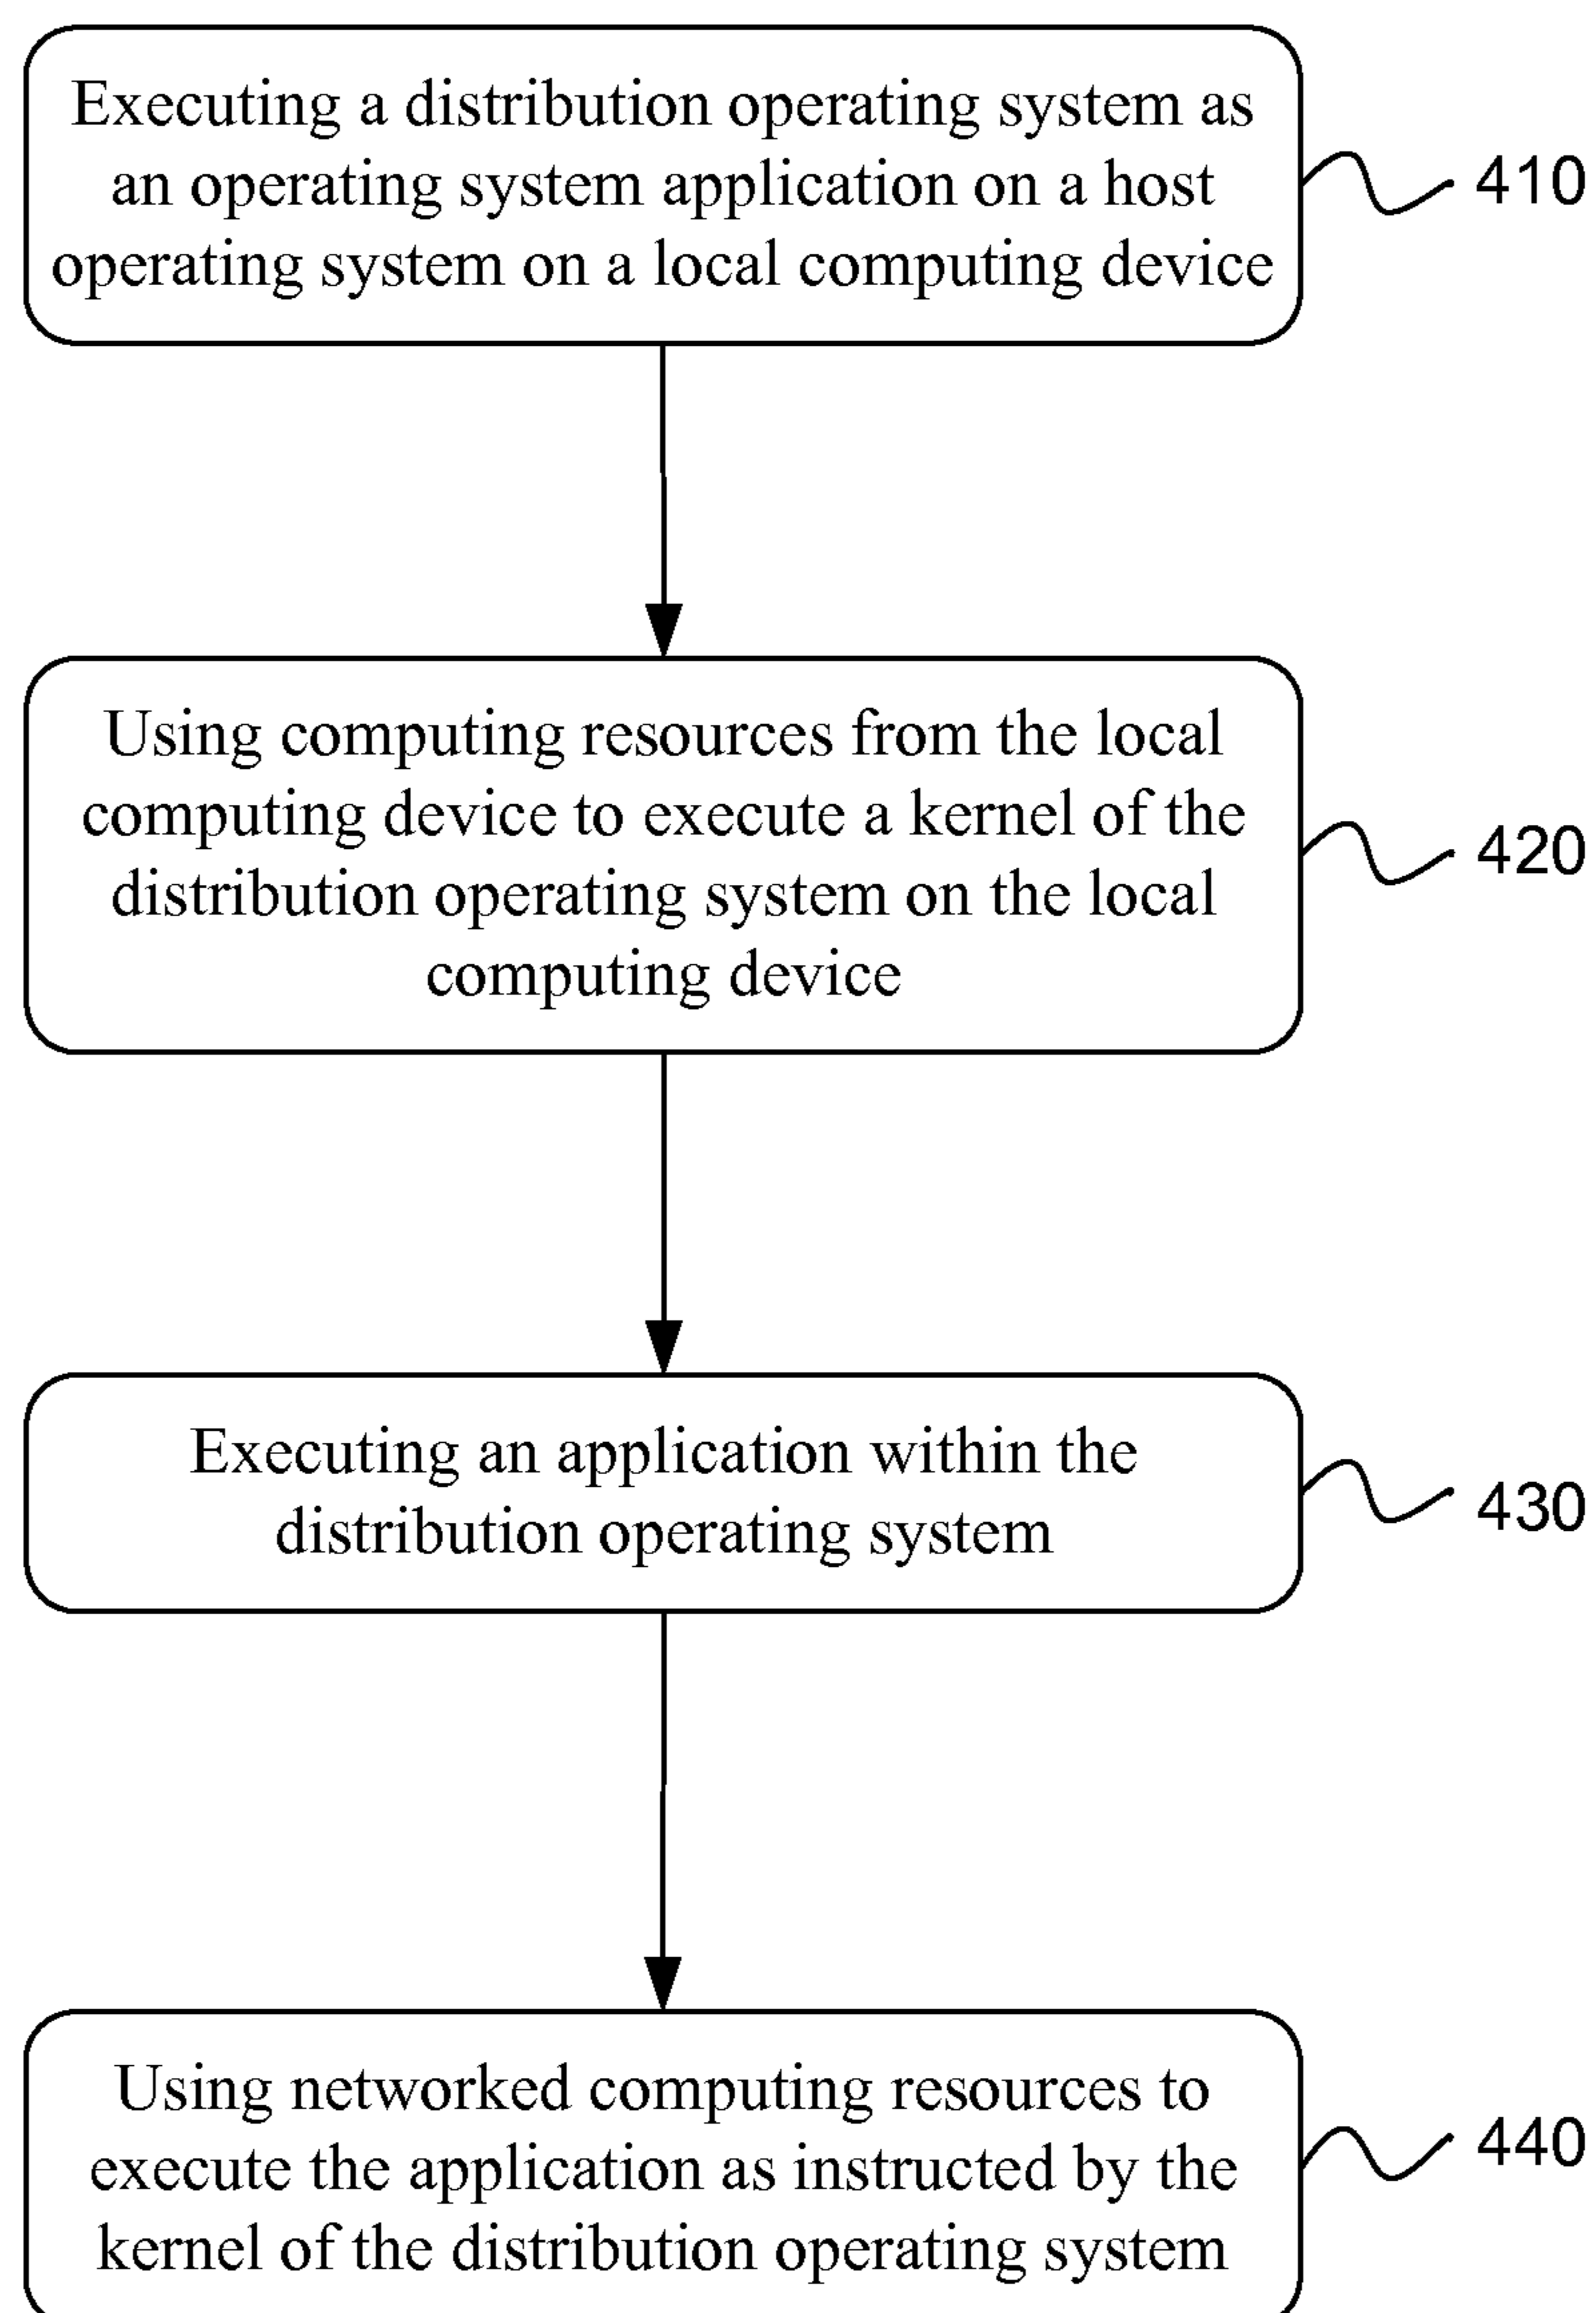 Executing a distribution operating system as
an operating system application on a host
operating system on a local computing device
410
Using computing resources from the local
computing device to execute a kernel of the
distribution operating system on the local
computing device
420
Executing an application within the
distribution operating system
430
Using networked computing resources to
execute the application as instructed by the
kernel of the distribution operating system
440